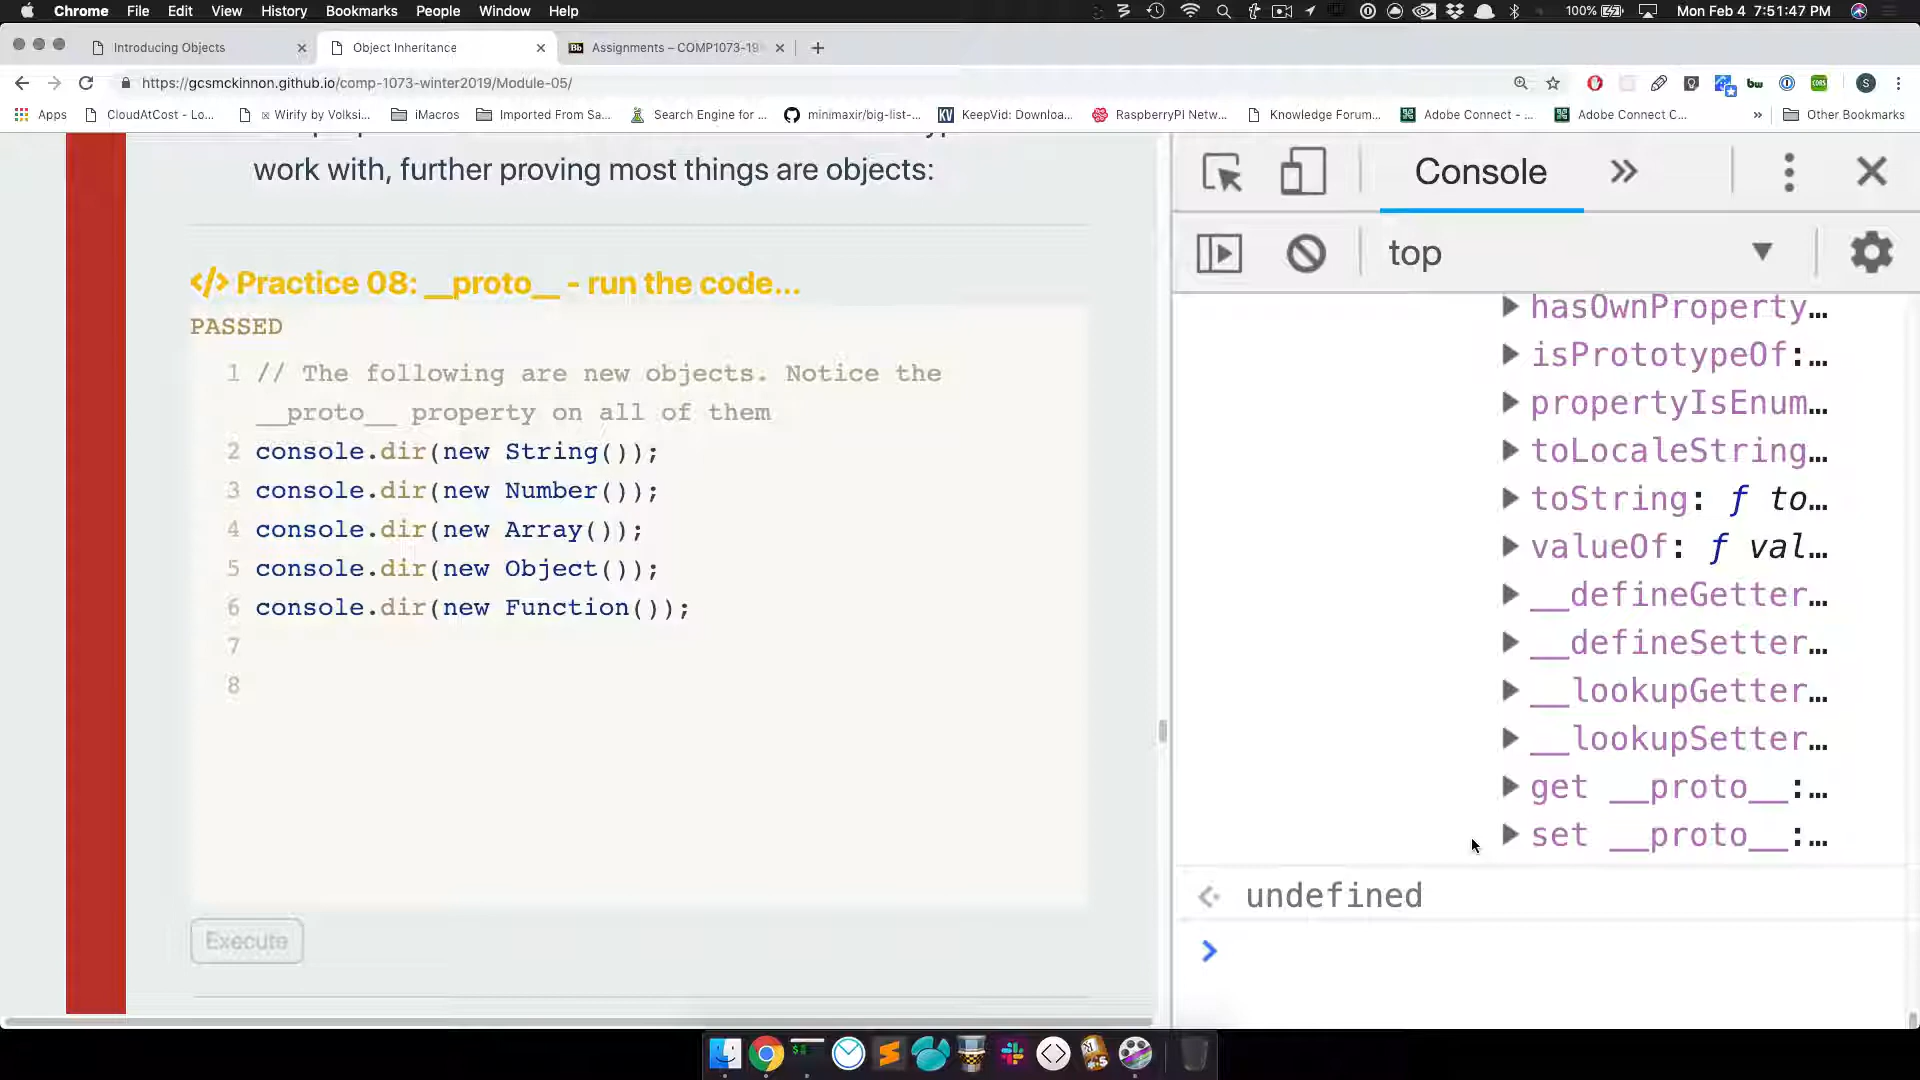 Chrome File Edit View History Bookmarks People Window Help
100% Mon Feb 4 7:51:47 PM
Introducing Objects
Object Inheritance
Bb Assignments – COMP1073-19
https://gcsmckinnon.github.io/comp-1073-winter2019/Module-05/
Apps CloudAtCost - Lo... Wirify by Volksi... iMacros Imported From Sa... Search Engine for ... minimaxir/big-list-... KeepVid: Downloa... RaspberryPI Netw... Knowledge Forum... Adobe Connect - ... Adobe Connect C... » Other Bookmarks
work with, further proving most things are objects:
</> Practice 08: __proto__ - run the code...
PASSED
1 // The following are new objects. Notice the
__proto__ property on all of them
2 console.dir(new String());
3 console.dir(new Number());
4 console.dir(new Array());
5 console.dir(new Object());
6 console.dir(new Function());
7
8
Execute
Console »
top
hasOwnProperty…
isPrototypeOf:…
propertyIsEnum…
toLocaleString…
toString: ƒ to…
valueOf: ƒ val…
__defineGetter…
__defineSetter…
__lookupGetter…
__lookupSetter…
get __proto__:…
set __proto__:…
undefined